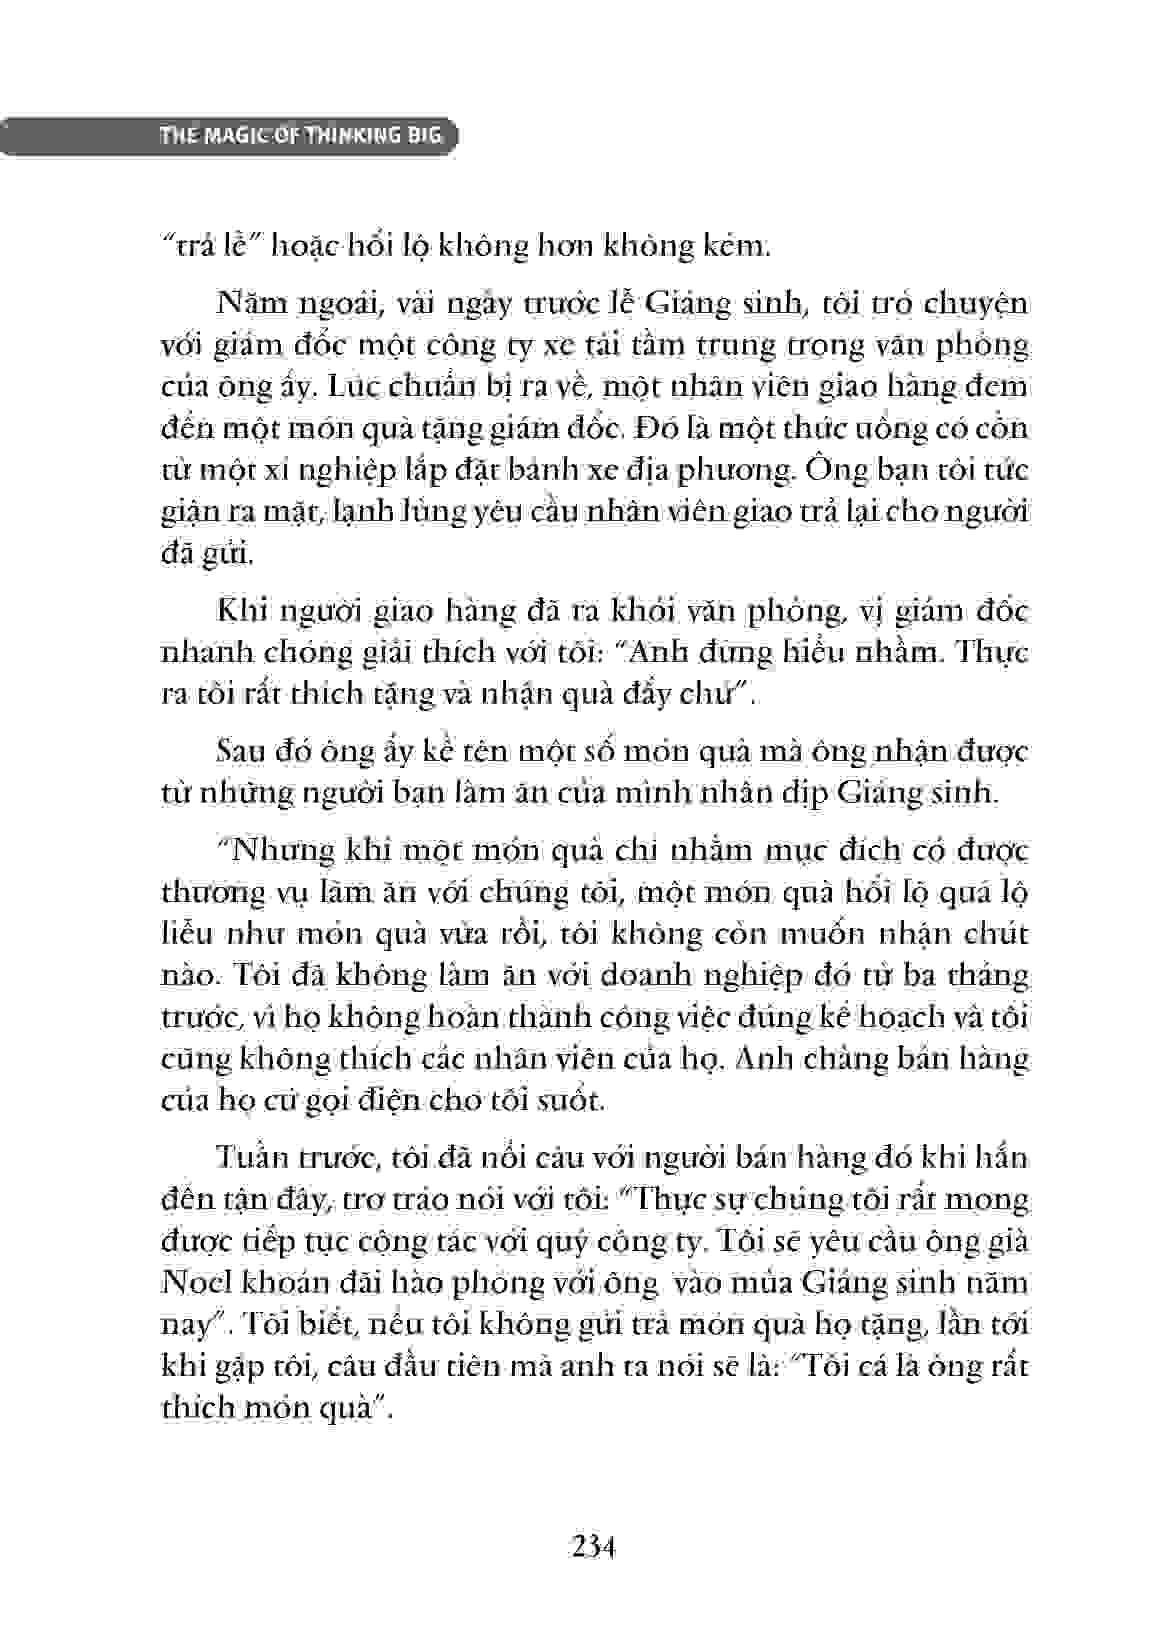 THE MAGIC OF THINKING BIG
“trả lễ” hoặc hối lộ không hơn không kém.
Năm ngoái, vài ngày trước lễ Giáng sinh, tôi trò chuyện
với giám đốc một công ty xe tải tầm trung trong văn phòng
của ông ấy. Lúc chuẩn bị ra về, một nhân viên giao hàng đem
đến một món quà tặng giám đốc. Đó là một thức uống có cồn
từ một xí nghiệp lắp đặt bánh xe địa phương. Ông bạn tôi tức
giận ra mặt, lạnh lùng yêu cầu nhân viên giao trả lại cho người
đã gửi.
Khi người giao hàng đã ra khỏi văn phòng, vị giám đốc
nhanh chóng giải thích với tôi: “Anh đừng hiểu nhầm. Thực
ra tôi rất thích tặng và nhận quà đấy chứ”.
Sau đó ông ấy kể tên một số món quà mà ông nhận được
từ những người bạn làm ăn của mình nhân dịp Giáng sinh.
“Nhưng khi một món quà chỉ nhằm mục đích có được
thương vụ làm ăn với chúng tôi, một món quà hối lộ quá lộ
liễu như món quà vừa rồi, tôi không còn muốn nhận chút
nào. Tôi đã không làm ăn với doanh nghiệp đó từ ba tháng
trước, vì họ không hoàn thành công việc đúng kế hoạch và tôi
cũng không thích các nhân viên của họ. Anh chàng bán hàng
của họ cứ gọi điện cho tôi suốt.
Tuần trước, tôi đã nổi cáu với người bán hàng đó khi hắn
đến tận đây, trơ tráo nói với tôi: “Thực sự chúng tôi rất mong
được tiếp tục cộng tác với quý công ty. Tôi sẽ yêu cầu ông già
Noel khoản đãi hào phóng với ông vào mùa Giáng sinh năm
nay”. Tôi biết, nếu tôi không gửi trả món quà họ tặng, lần tới
khi gặp tôi, câu đầu tiên mà anh ta nói sẽ là: “Tôi cá là ông rất
thích món quà”.
234